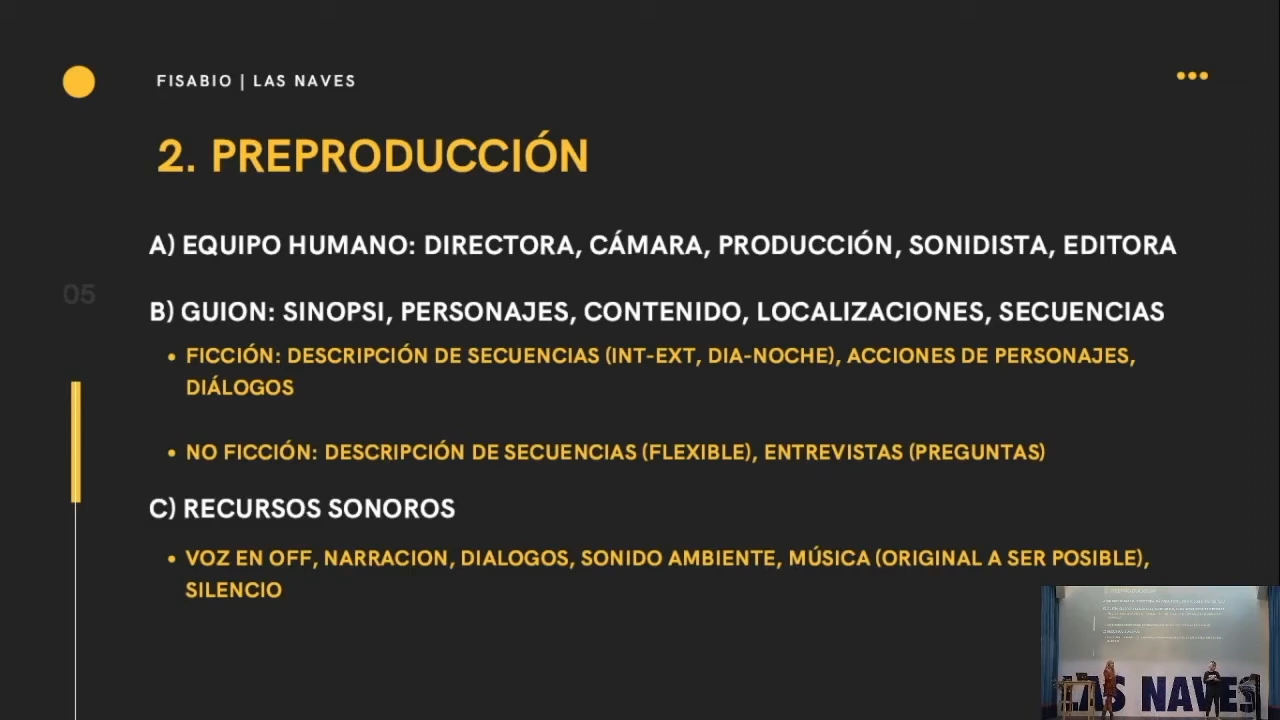 FISABIO | LAS NAVES
2. PREPRODUCCIÓN
A) EQUIPO HUMANO: DIRECTORA, CÁMARA, PRODUCCIÓN, SONIDISTA, EDITORA
05
B) GUION: SINOPSI, PERSONAJES, CONTENIDO, LOCALIZACIONES, SECUENCIAS
• FICCIÓN: DESCRIPCIÓN DE SECUENCIAS (INT-EXT, DIA-NOCHE), ACCIONES DE PERSONAJES,
DIÁLOGOS
• NO FICCIÓN: DESCRIPCIÓN DE SECUENCIAS (FLEXIBLE), ENTREVISTAS (PREGUNTAS)
C) RECURSOS SONOROS
• VOZ EN OFF, NARRACION, DIALOGOS, SONIDO AMBIENTE, MÚSICA (ORIGINAL A SER POSIBLE),
SILENCIO
LAS NAVES